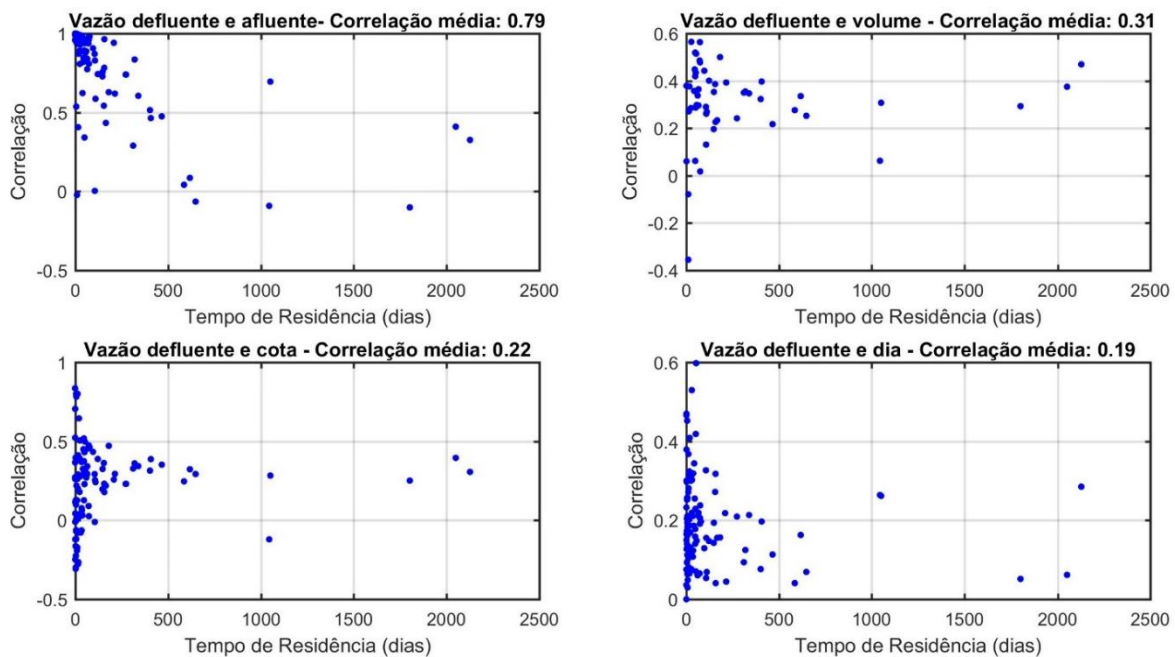 Vazão defluente e afluente- Correlação média: 0.79
Correlação
1
0.5
0
-0.5
0 500 1000 1500 2000 2500
Tempo de Residência (dias)
Vazão defluente e volume - Correlação média: 0.31
Correlação
0.6
0.4
0.2
0
-0.2
-0.4
0 500 1000 1500 2000 2500
Tempo de Residência (dias)
Vazão defluente e cota - Correlação média: 0.22
Correlação
1
0.5
0
-0.5
0 500 1000 1500 2000 2500
Tempo de Residência (dias)
Vazão defluente e dia - Correlação média: 0.19
Correlação
0.6
0.4
0.2
0
0 500 1000 1500 2000 2500
Tempo de Residência (dias)